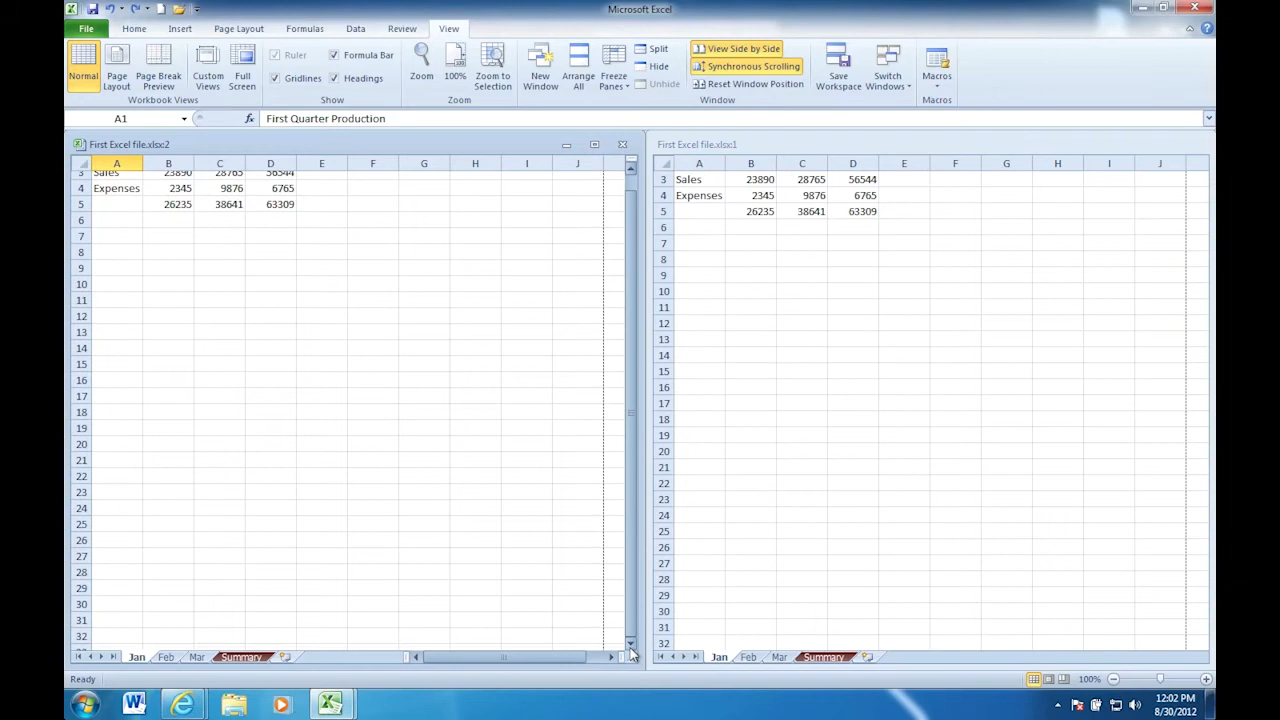 Microsoft Excel
File Home Insert Page Layout Formulas Data Review View
Normal
Page Layout
Page Break Preview
Custom Views
Full Screen
Workbook Views
Ruler
Formula Bar
Gridlines
Headings
Show
Zoom
100%
Zoom to Selection
Zoom
New Window
Arrange All
Freeze Panes
Split
Hide
Unhide
View Side by Side
Synchronous Scrolling
Reset Window Position
Window
Save Workspace
Switch Windows
Macros
Macros
A1 fx First Quarter Production
First Excel file.xlsx:2
A B C D E F G H I J
3 Sales 23890 28765 56544
4 Expenses 2345 9876 6765
5 26235 38641 63309
6
7
8
9
10
11
12
13
14
15
16
17
18
19
20
21
22
23
24
25
26
27
28
29
30
31
32
Jan Feb Mar Summary
First Excel file.xlsx:1
A B C D E F G H I J
3 Sales 23890 28765 56544
4 Expenses 2345 9876 6765
5 26235 38641 63309
6
7
8
9
10
11
12
13
14
15
16
17
18
19
20
21
22
23
24
25
26
27
28
29
30
31
32
Jan Feb Mar Summary
Ready
100%
12:02 PM
8/30/2012